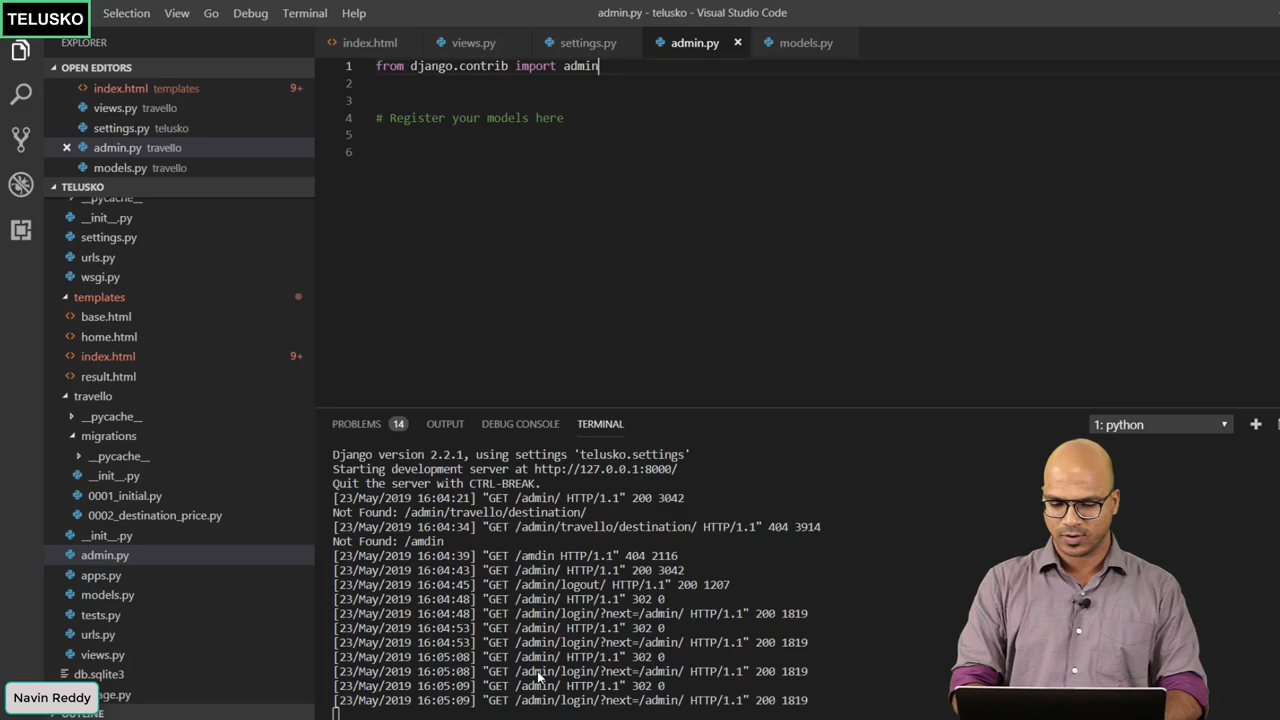 TELUSKO
Selection View Go Debug Terminal Help
admin.py - telusko - Visual Studio Code
EXPLORER
index.html
views.py
settings.py
admin.py ×
models.py
OPEN EDITORS
index.html templates 9+
views.py travello
settings.py telusko
× admin.py travello
models.py travello
TELUSKO
__pycache__
__init__.py
settings.py
urls.py
wsgi.py
templates
base.html
home.html
index.html 9+
result.html
travello
__pycache__
migrations
__pycache__
__init__.py
0001_initial.py
0002_destination_price.py
__init__.py
admin.py
apps.py
models.py
tests.py
urls.py
views.py
db.sqlite3
OUTLINE
Navin Reddy
1 from django.contrib import admin
2
3
4 # Register your models here
5
6
PROBLEMS 14 OUTPUT DEBUG CONSOLE TERMINAL
1: python
Django version 2.2.1, using settings 'telusko.settings'
Starting development server at http://127.0.0.1:8000/
Quit the server with CTRL-BREAK.
[23/May/2019 16:04:21] "GET /admin/ HTTP/1.1" 200 3042
Not Found: /admin/travello/destination/
[23/May/2019 16:04:34] "GET /admin/travello/destination/ HTTP/1.1" 404 3914
Not Found: /amdin
[23/May/2019 16:04:39] "GET /amdin HTTP/1.1" 404 2116
[23/May/2019 16:04:43] "GET /admin/ HTTP/1.1" 200 3042
[23/May/2019 16:04:45] "GET /admin/logout/ HTTP/1.1" 200 1207
[23/May/2019 16:04:48] "GET /admin/ HTTP/1.1" 302 0
[23/May/2019 16:04:48] "GET /admin/login/?next=/admin/ HTTP/1.1" 200 1819
[23/May/2019 16:04:53] "GET /admin/ HTTP/1.1" 302 0
[23/May/2019 16:04:53] "GET /admin/login/?next=/admin/ HTTP/1.1" 200 1819
[23/May/2019 16:05:08] "GET /admin/ HTTP/1.1" 302 0
[23/May/2019 16:05:08] "GET /admin/login/?next=/admin/ HTTP/1.1" 200 1819
[23/May/2019 16:05:09] "GET /admin/ HTTP/1.1" 302 0
[23/May/2019 16:05:09] "GET /admin/login/?next=/admin/ HTTP/1.1" 200 1819